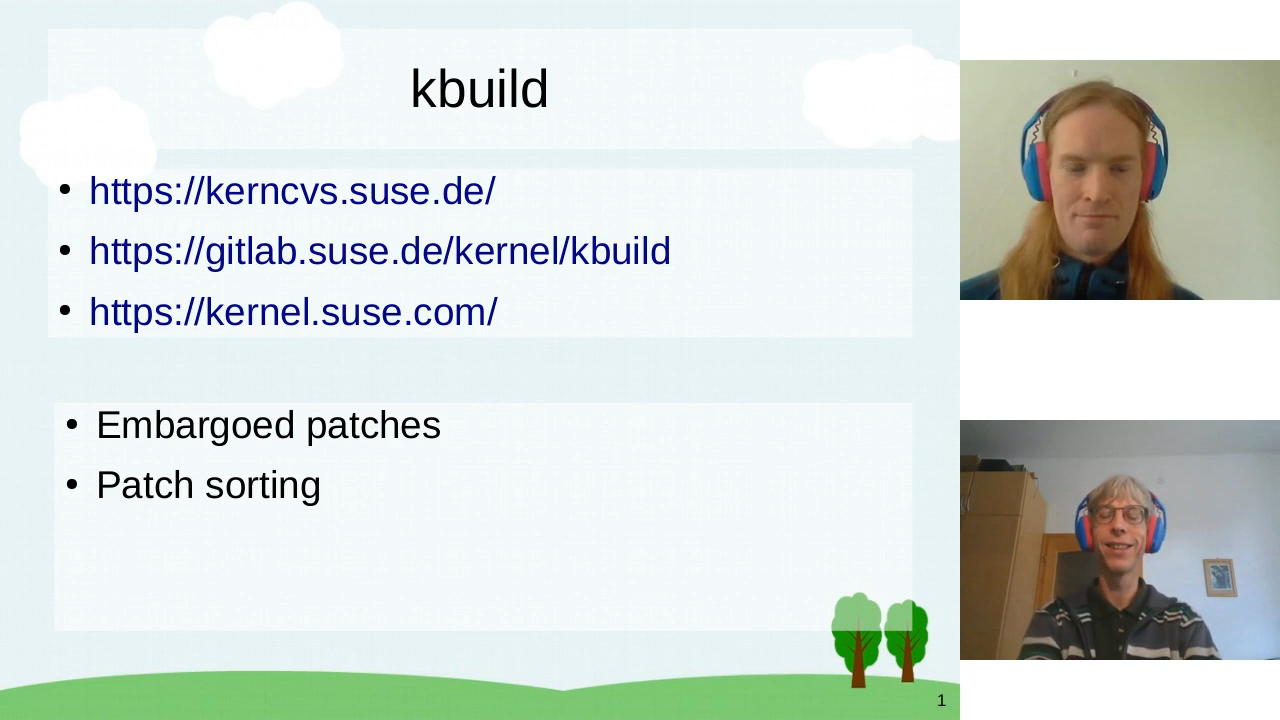 kbuild
https://kerncvs.suse.de/
https://gitlab.suse.de/kernel/kbuild
https://kernel.suse.com/
Embargoed patches
Patch sorting
1